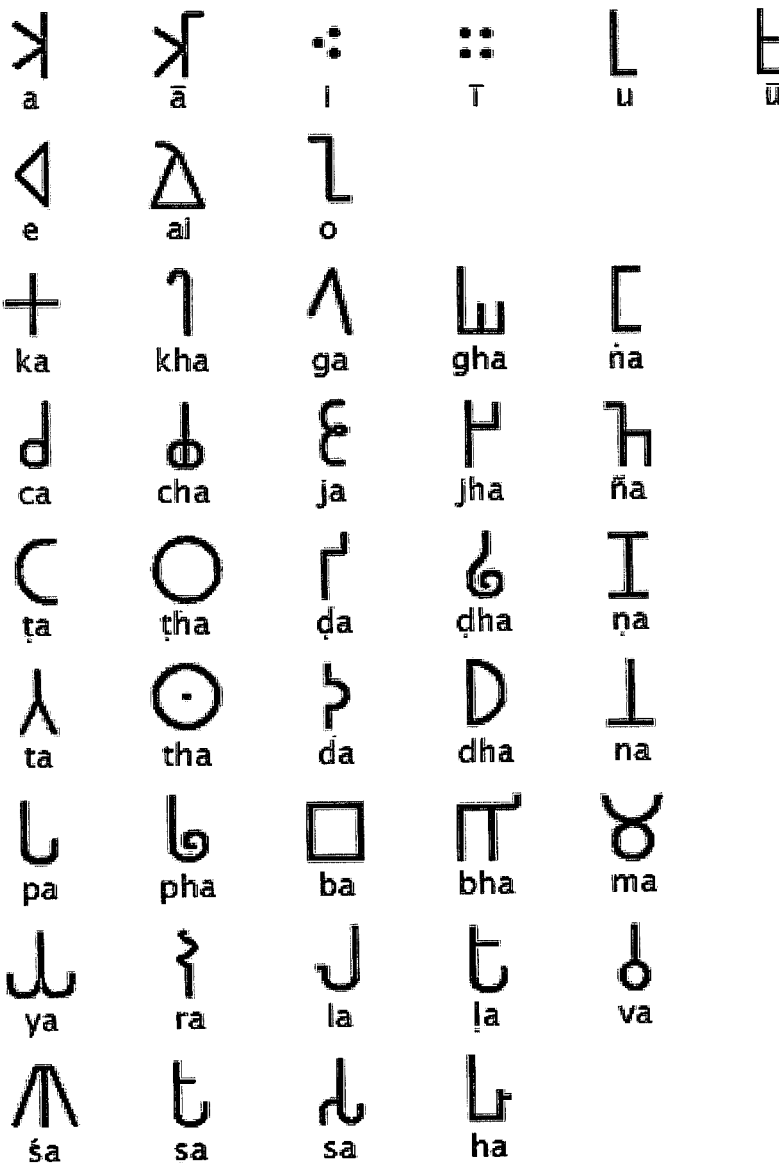 𑀅 𑀆 𑀇 𑀈 𑀉 𑀊
a ā i ī u ū
𑀏 𑀐 𑀑
e ai o
𑀓 𑀔 𑀕 𑀖 𑀗
ka kha ga gha ṅa
𑀘 𑀙 𑀚 𑀛 𑀜
ca cha ja jha ña
𑀝 𑀞 𑀟 𑀠 𑀡
ṭa ṭha ḍa ḍha ṇa
𑀢 𑀣 𑀤 𑀥 𑀦
ta tha da dha na
𑀧 𑀨 𑀩 𑀪 𑀫
pa pha ba bha ma
𑀬 𑀭 𑀮 𑀴 𑀯
ya ra la ḷa va
𑀰 𑀱 𑀲 𑀳
śa sa sa ha